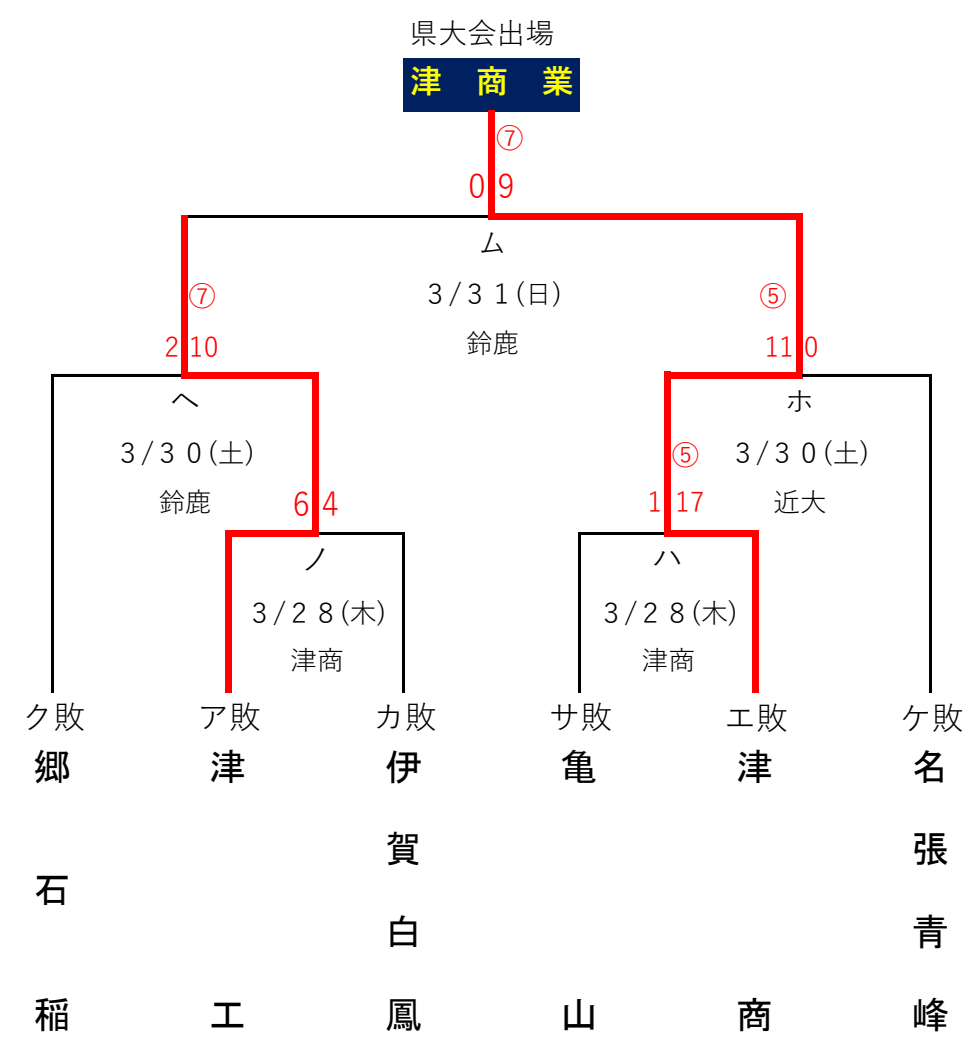 県大会出場
津 商 業
⑦
0 9
ム
3/31(日)
鈴鹿
⑦
⑤
2 10
11 0
ヘ
3/30(土)
鈴鹿
ホ
3/30(土)
近大
⑤
6 4
1 17
ノ
3/28(木)
津商
ハ
3/28(木)
津商
ク敗 ア敗 カ敗 サ敗 エ敗 ケ敗
郷石稲
津工
伊賀白鳳
亀山
津商
名張青峰